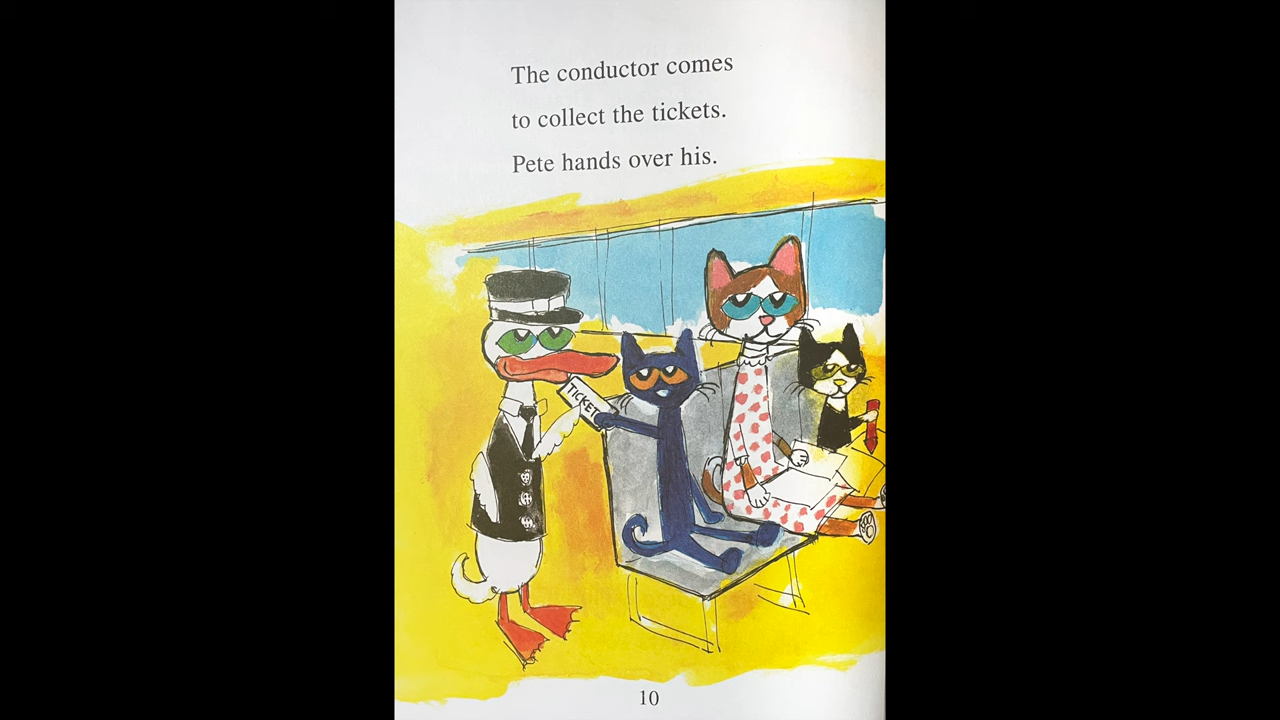 The conductor comes
to collect the tickets.
Pete hands over his.
TICKET
10